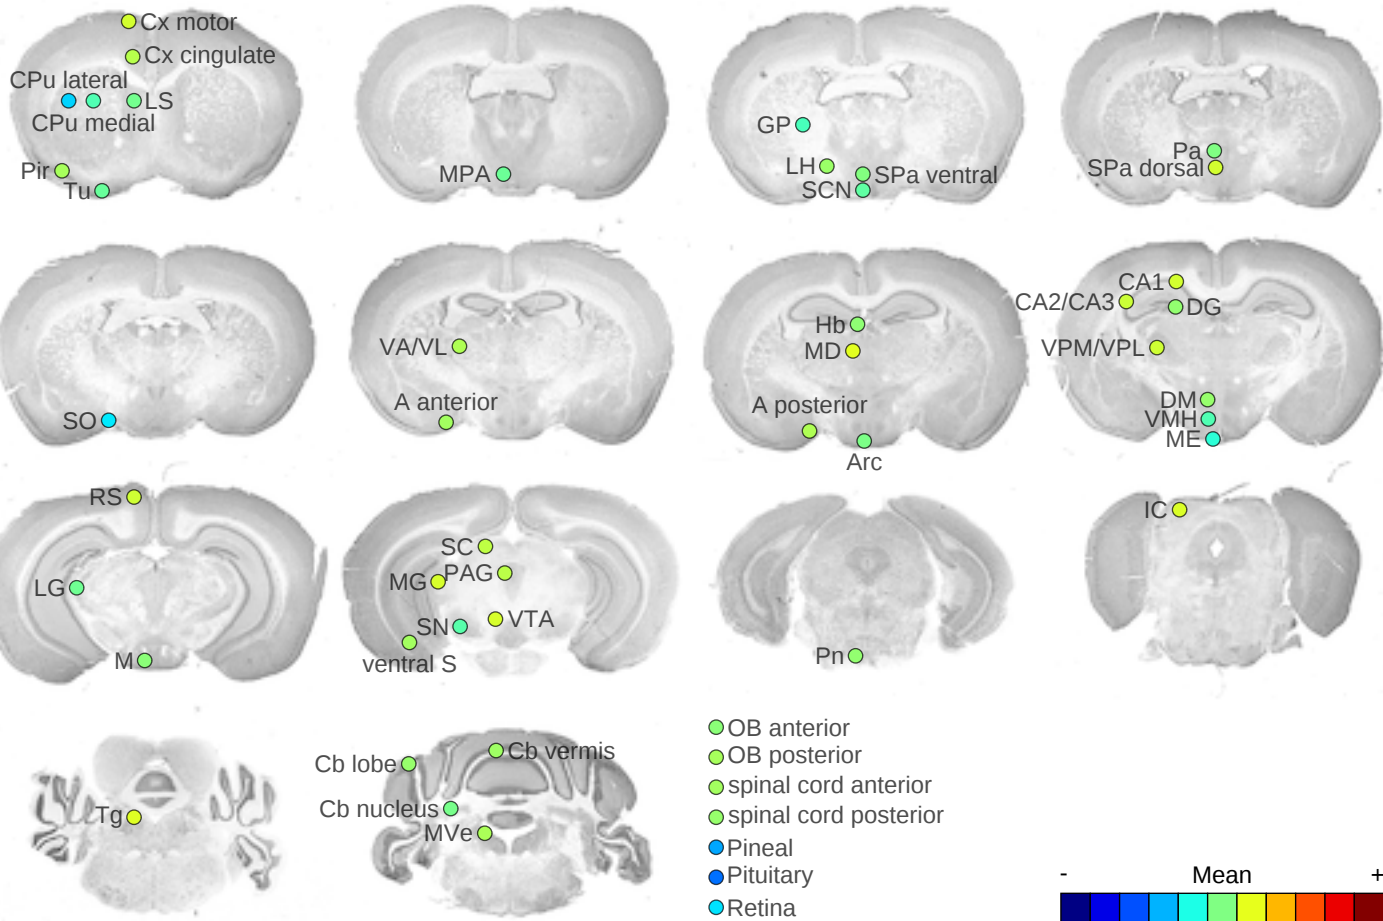 Cx motor
Cx cingulate
CPu lateral
LS
CPu medial
Pir
Tu
MPA
GP
LH
SPa ventral
SCN
Pa
SPa dorsal
SO
VA/VL
A anterior
Hb
MD
A posterior
Arc
CA1
CA2/CA3
DG
VPM/VPL
DM
VMH
ME
RS
LG
M
SC
PAG
MG
VTA
SN
ventral S
Pn
IC
Tg
Cb vermis
Cb lobe
Cb nucleus
MVe
OB anterior
OB posterior
spinal cord anterior
spinal cord posterior
Pineal
Pituitary
Retina
- Mean +